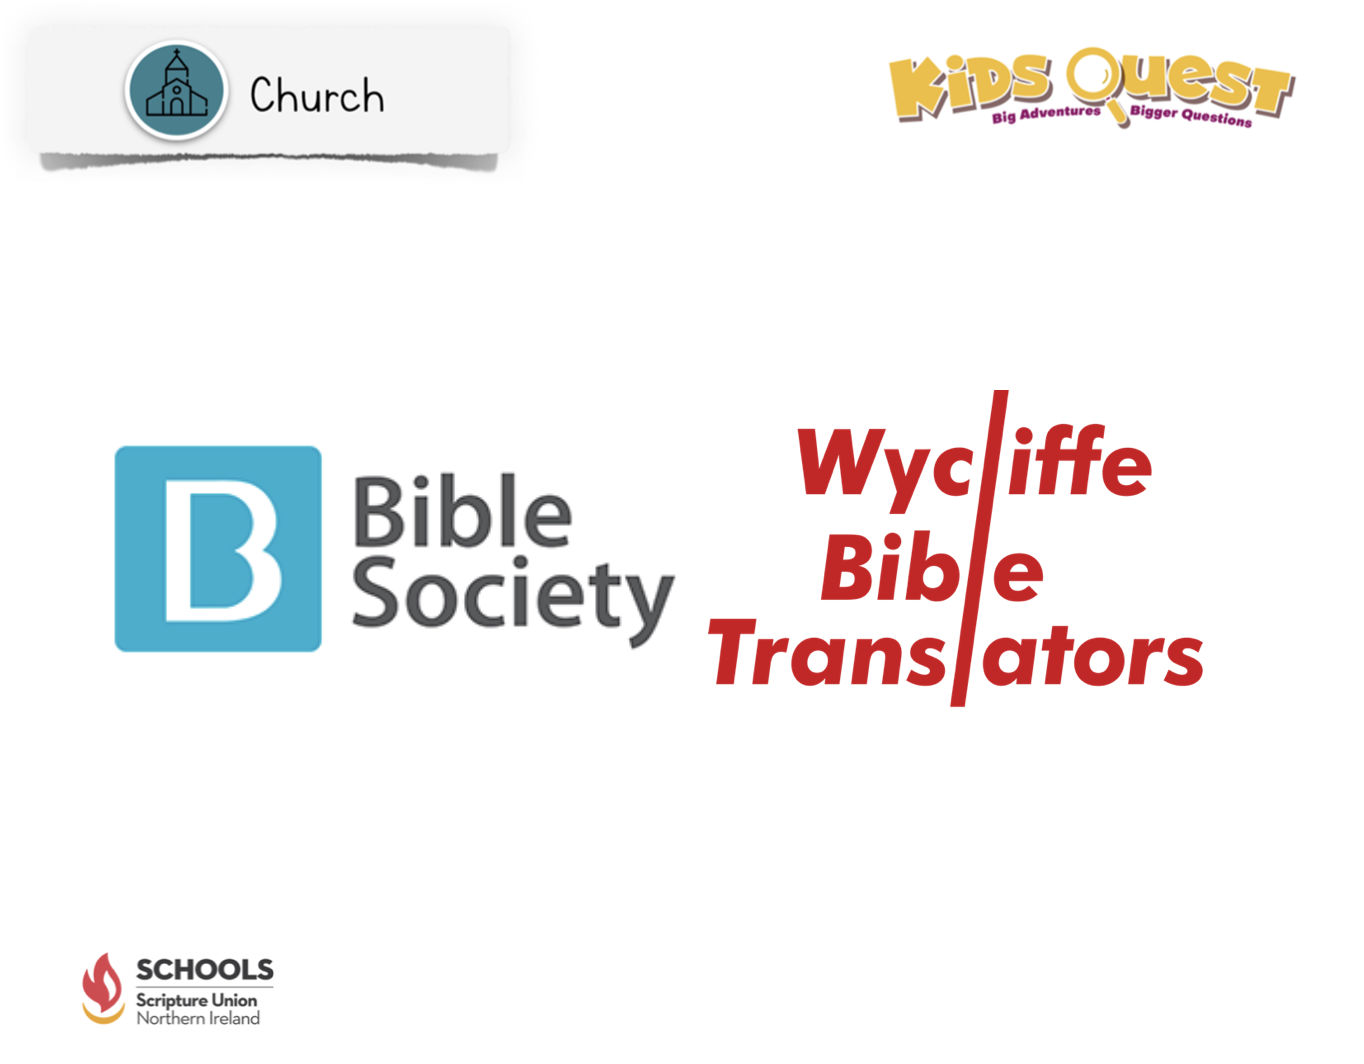 Church
KiDS QUEST
Big Adventures Bigger Questions
B
Bible
Society
Wycliffe
Bible
Translators
SCHOOLS
Scripture Union
Northern Ireland